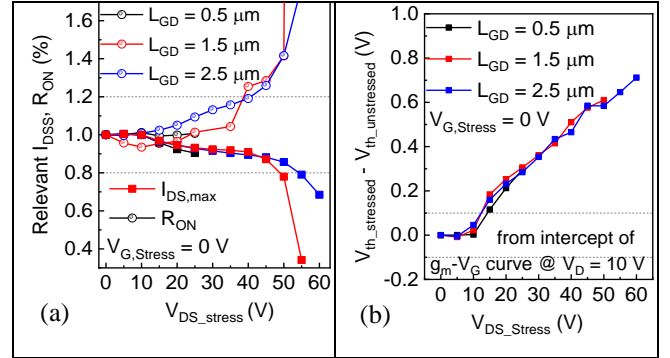 Relevant I_DSS, R_ON (%)
1.6
1.4
1.2
1.0
0.8
0.6
0.4
L_GD = 0.5 μm
L_GD = 1.5 μm
L_GD = 2.5 μm
I_DS,max
R_ON
V_G,Stress = 0 V
(a)
0 10 20 30 40 50 60
V_DS_stress (V)
V_th_stressed - V_th_unstressed (V)
1.0
0.8
0.6
0.4
0.2
0.0
-0.2
(b)
L_GD = 0.5 μm
L_GD = 1.5 μm
L_GD = 2.5 μm
V_G,Stress = 0 V
from intercept of
g_m-V_G curve @ V_D = 10 V
0 10 20 30 40 50 60
V_DS_Stress (V)